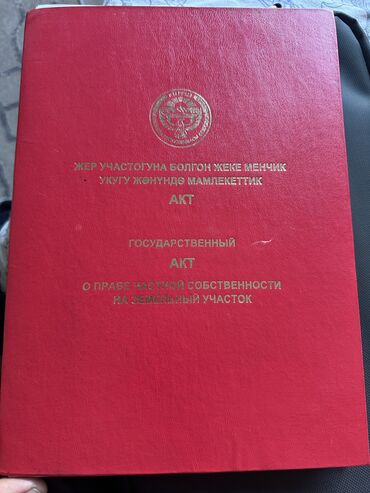 ЖЕР УЧАСТОГУНА БОЛГОН ЖЕКЕ МЕНЧИК
УКУГУ ЖӨНҮНДӨ МАМЛЕКЕТТИК
АКТ
ГОСУДАРСТВЕННЫЙ
АКТ
О ПРАВЕ ЧАСТНОЙ СОБСТВЕННОСТИ
НА ЗЕМЕЛЬНЫЙ УЧАСТОК